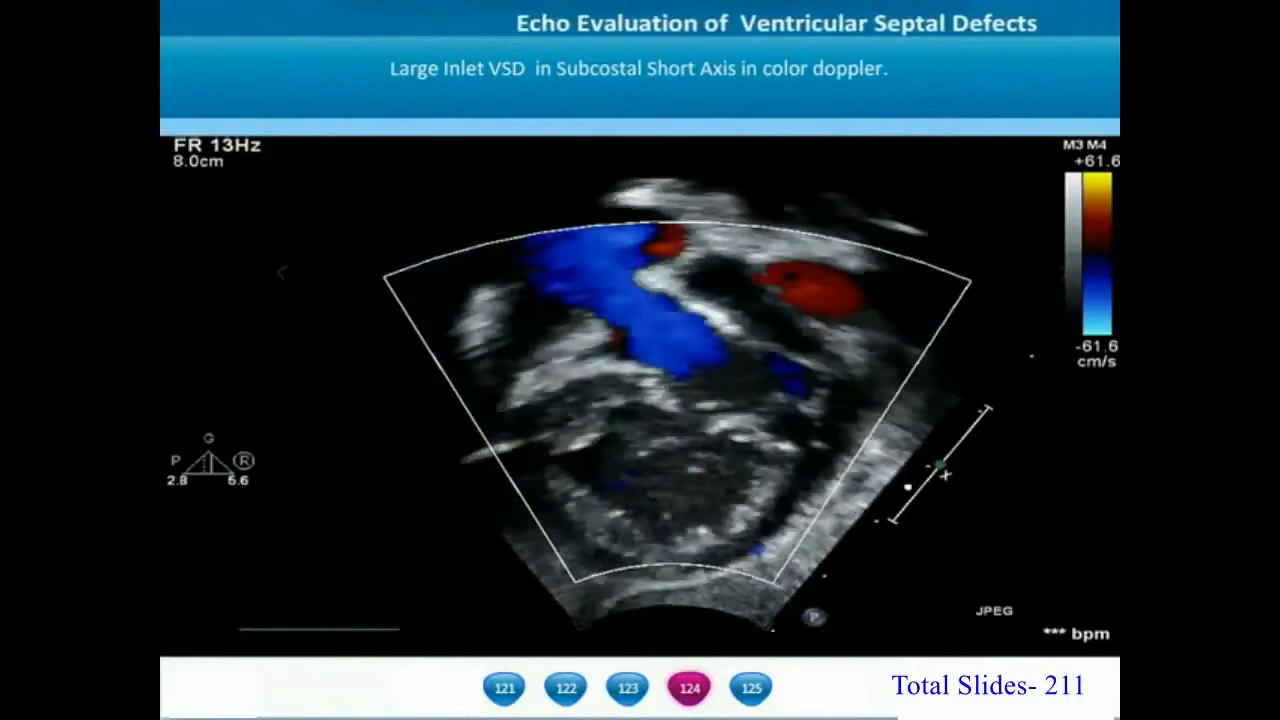 Echo Evaluation of Ventricular Septal Defects
Large Inlet VSD in Subcostal Short Axis in color doppler.
FR 13Hz
8.0cm
M3 M4
+61.6
-61.6
cm/s
G
P R
2.8 5.6
x
P
JPEG
*** bpm
121 122 123 124 125
Total Slides- 211